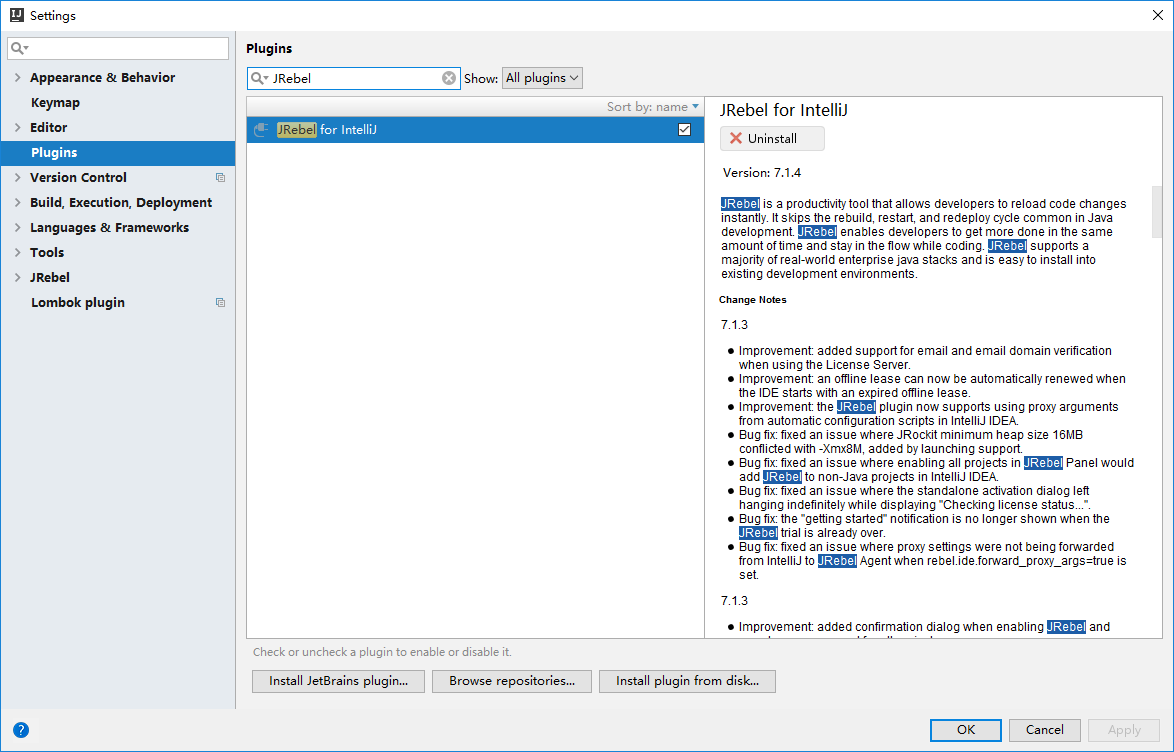 Settings
Appearance & Behavior
Keymap
Editor
Plugins
Version Control
Build, Execution, Deployment
Languages & Frameworks
Tools
JRebel
Lombok plugin
Plugins
JRebel
Show: All plugins
Sort by: name
JRebel for IntelliJ
JRebel for IntelliJ
Uninstall
Version: 7.1.4
JRebel is a productivity tool that allows developers to reload code changes
instantly. It skips the rebuild, restart, and redeploy cycle common in Java
development. JRebel enables developers to get more done in the same
amount of time and stay in the flow while coding. JRebel supports a
majority of real-world enterprise java stacks and is easy to install into
existing development environments.
Change Notes
7.1.3
● Improvement: added support for email and email domain verification
when using the License Server.
● Improvement: an offline lease can now be automatically renewed when
the IDE starts with an expired offline lease.
● Improvement: the JRebel plugin now supports using proxy arguments
from automatic configuration scripts in IntelliJ IDEA.
● Bug fix: fixed an issue where JRockit minimum heap size 16MB
conflicted with -Xmx8M, added by launching support.
● Bug fix: fixed an issue where enabling all projects in JRebel Panel would
add JRebel to non-Java projects in IntelliJ IDEA.
● Bug fix: fixed an issue where the standalone activation dialog left
hanging indefinitely while displaying "Checking license status...".
● Bug fix: the "getting started" notification is no longer shown when the
JRebel trial is already over.
● Bug fix: fixed an issue where proxy settings were not being forwarded
from IntelliJ to JRebel Agent when rebel.ide.forward_proxy_args=true is
set.
7.1.3
● Improvement: added confirmation dialog when enabling JRebel and
Check or uncheck a plugin to enable or disable it.
Install JetBrains plugin...
Browse repositories...
Install plugin from disk...
?
OK
Cancel
Apply